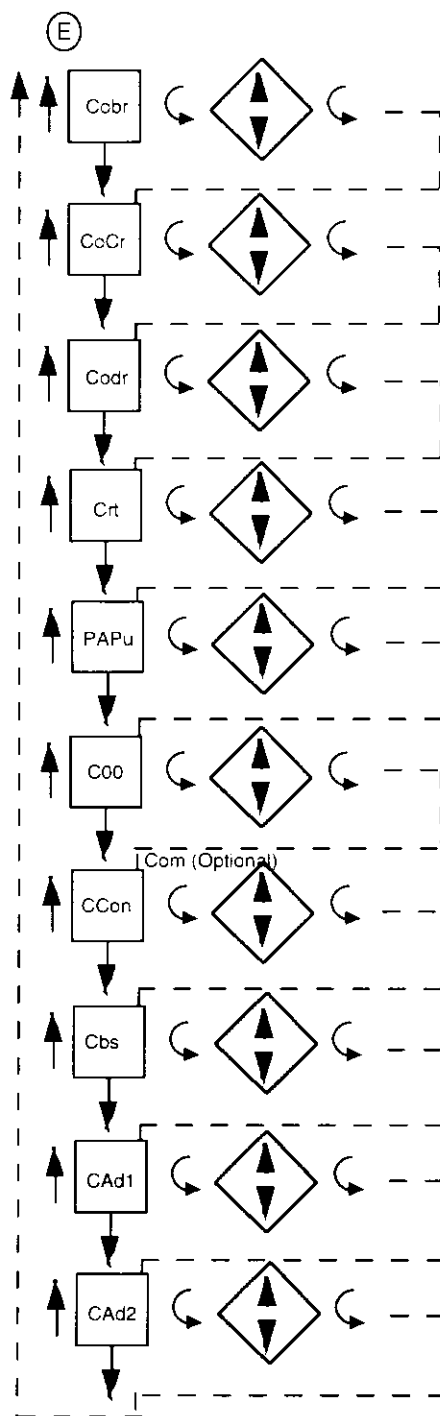 E
Cobr
CoCr
Codr
Crt
PAPu
C00
Com (Optional)
CCon
Cbs
CAd1
CAd2